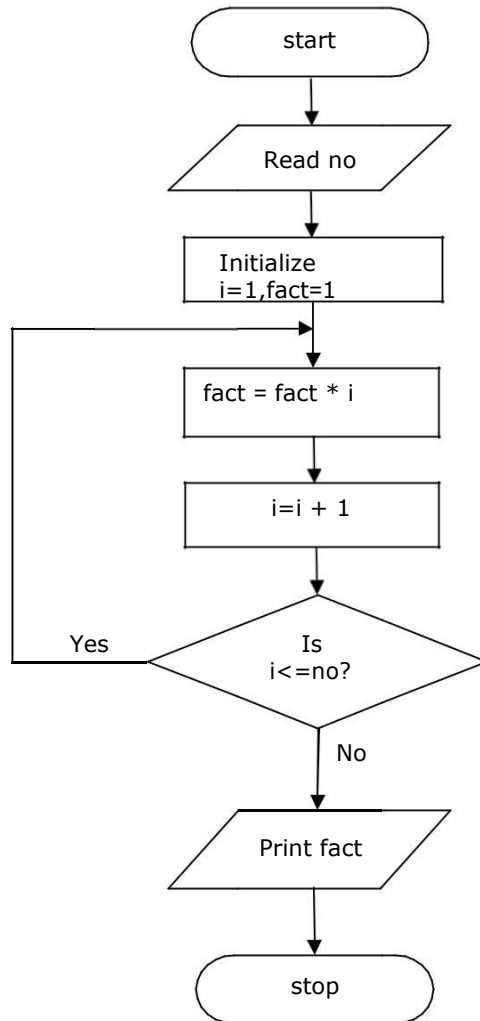 start
Read no
Initialize
i=1,fact=1
fact = fact * i
i=i + 1
Is
i<=no?
Yes
No
Print fact
stop